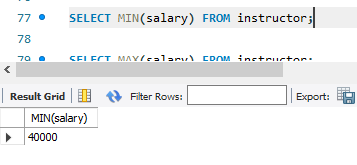 77 SELECT MIN(salary) FROM instructor;
78
79 SELECT MAX(salary) FROM instructor;
Result Grid Filter Rows: Export:
MIN(salary)
40000